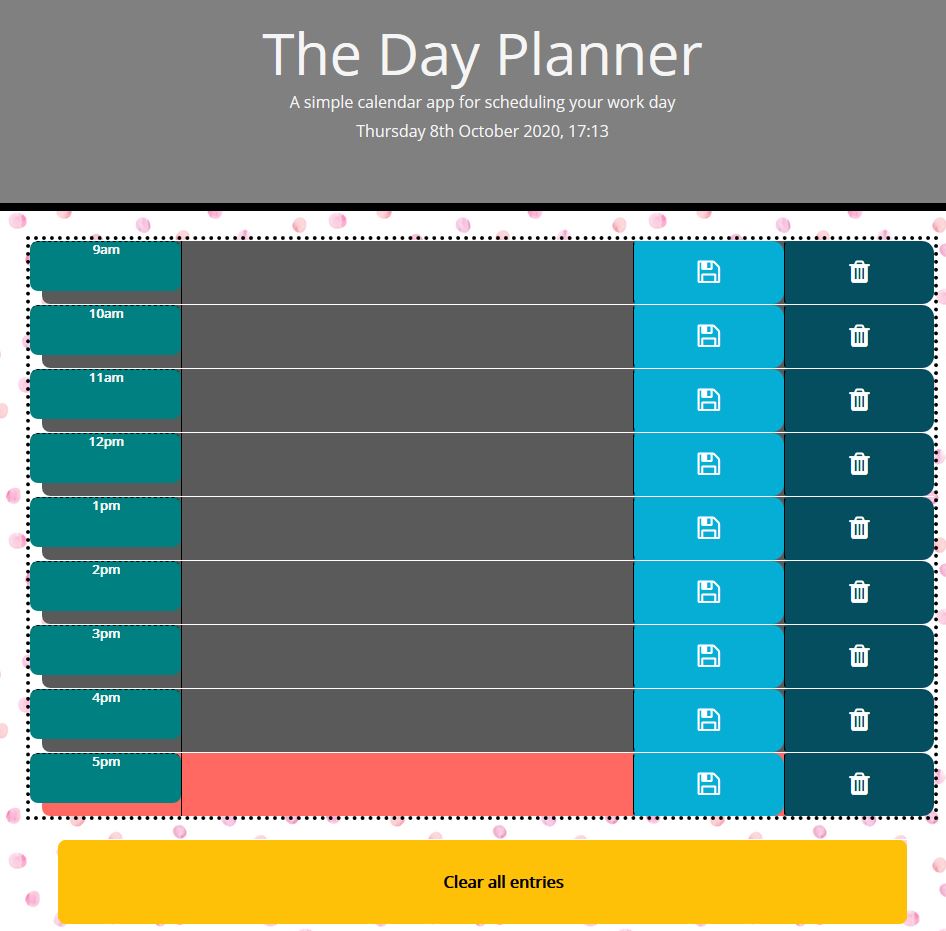 The Day Planner
A simple calendar app for scheduling your work day
Thursday 8th October 2020, 17:13
9am
10am
11am
12pm
1pm
2pm
3pm
4pm
5pm
Clear all entries